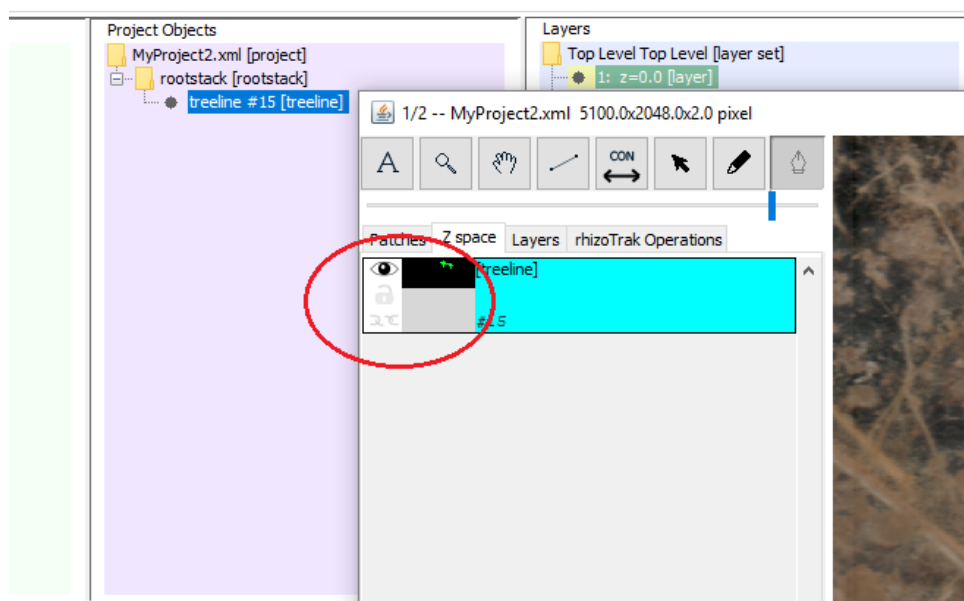 Project Objects
MyProject2.xml [project]
rootstack [rootstack]
treeline #15 [treeline]
Layers
Top Level Top Level [layer set]
1: z=0.0 [layer]
1/2 -- MyProject2.xml 5100.0x2048.0x2.0 pixel
A
CON
Patches
Z space
Layers
rhizoTrak Operations
[treeline]
#15